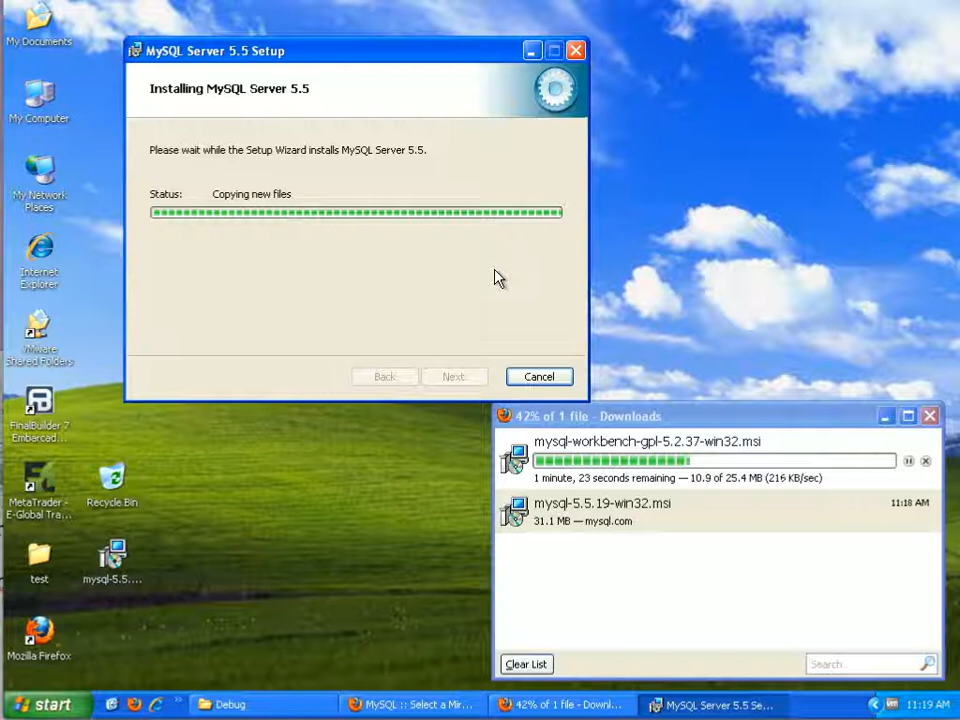 My Documents
My Computer
My Network
Places
Internet
Explorer
VMware
Shared Folders
FinalBuilder 7
Embarcad...
MetaTrader -
E-Global Tra...
Recycle Bin
test
mysql-5.5....
Mozilla Firefox
MySQL Server 5.5 Setup
Installing MySQL Server 5.5
Please wait while the Setup Wizard installs MySQL Server 5.5.
Status: Copying new files
Back Next Cancel
42% of 1 file - Downloads
mysql-workbench-gpl-5.2.37-win32.msi
1 minute, 23 seconds remaining — 10.9 of 25.4 MB (216 KB/sec)
mysql-5.5.19-win32.msi 11:18 AM
31.1 MB — mysql.com
Clear List Search...
start Debug MySQL :: Select a Mir... 42% of 1 file - Downl... MySQL Server 5.5 Se... 11:19 AM